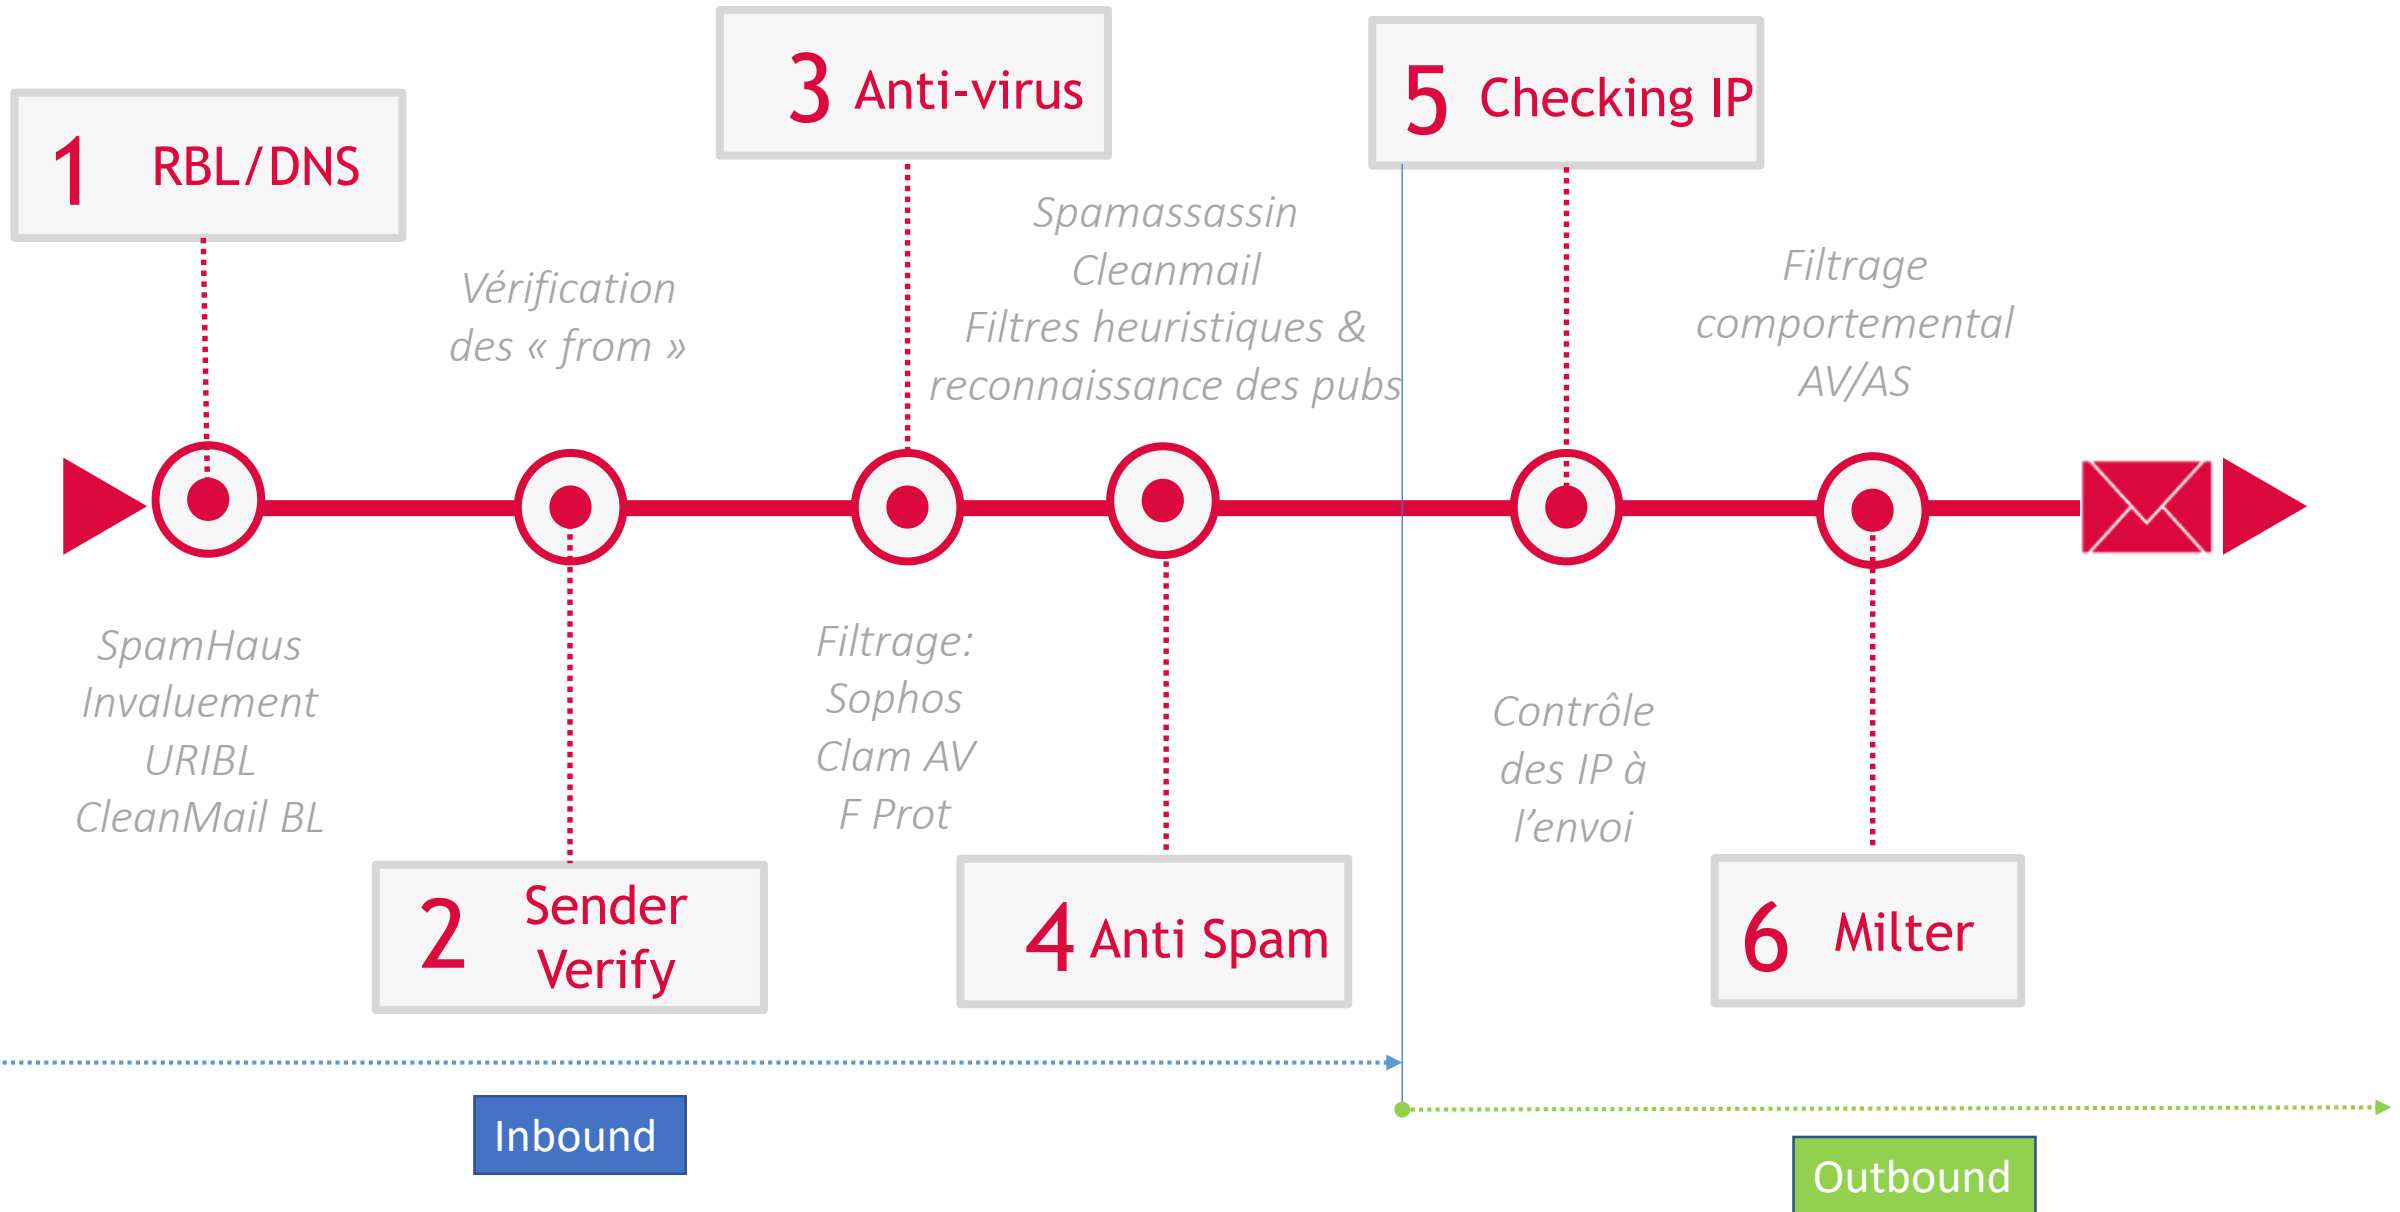 1 RBL/DNS
SpamHaus
Invaluement
URIBL
CleanMail BL
Vérification
des « from »
2 Sender
Verify
3 Anti-virus
Filtrage:
Sophos
Clam AV
F Prot
Spamassassin
Cleanmail
Filtres heuristiques &
reconnaissance des pubs
4 Anti Spam
5 Checking IP
Contrôle
des IP à
l’envoi
Filtrage
comportemental
AV/AS
6 Milter
Inbound
Outbound